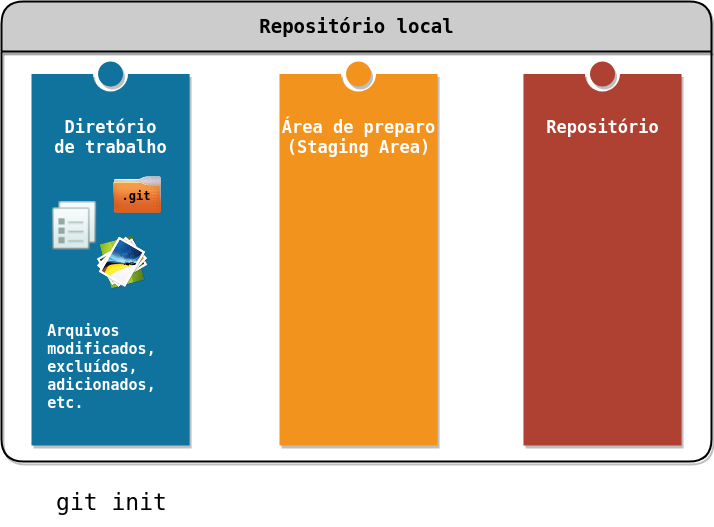 Repositório local
Diretório
de trabalho
.git
Arquivos
modificados,
excluídos,
adicionados,
etc.
Área de preparo
(Staging Area)
Repositório
git init